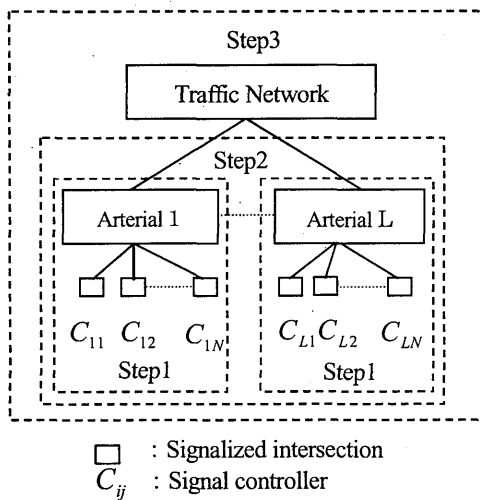 Step3
Traffic Network
Step2
Arterial 1 Arterial L
C11 C12 C1N CL1 CL2 CLN
Step1 Step1
: Signalized intersection
Cij : Signal controller